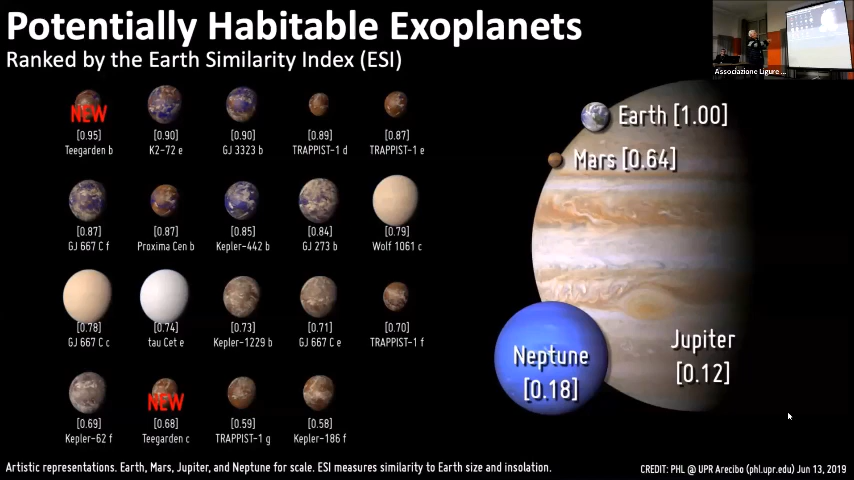 Potentially Habitable Exoplanets
Ranked by the Earth Similarity Index (ESI)
Associazione Ligure ...
NEW
[0.95]
Teegarden b
[0.90]
K2-72 e
[0.90]
GJ 3323 b
[0.89]
TRAPPIST-1 d
[0.87]
TRAPPIST-1 e
[0.87]
GJ 667 C f
[0.87]
Proxima Cen b
[0.85]
Kepler-442 b
[0.84]
GJ 273 b
[0.79]
Wolf 1061 c
[0.78]
GJ 667 C c
[0.74]
tau Cet e
[0.73]
Kepler-1229 b
[0.71]
GJ 667 C e
[0.70]
TRAPPIST-1 f
[0.69]
Kepler-62 f
NEW
[0.68]
Teegarden c
[0.59]
TRAPPIST-1 g
[0.58]
Kepler-186 f
Earth [1.00]
Mars [0.64]
Neptune
[0.18]
Jupiter
[0.12]
Artistic representations. Earth, Mars, Jupiter, and Neptune for scale. ESI measures similarity to Earth size and insolation.
CREDIT: PHL @ UPR Arecibo (phl.upr.edu) Jun 13, 2019